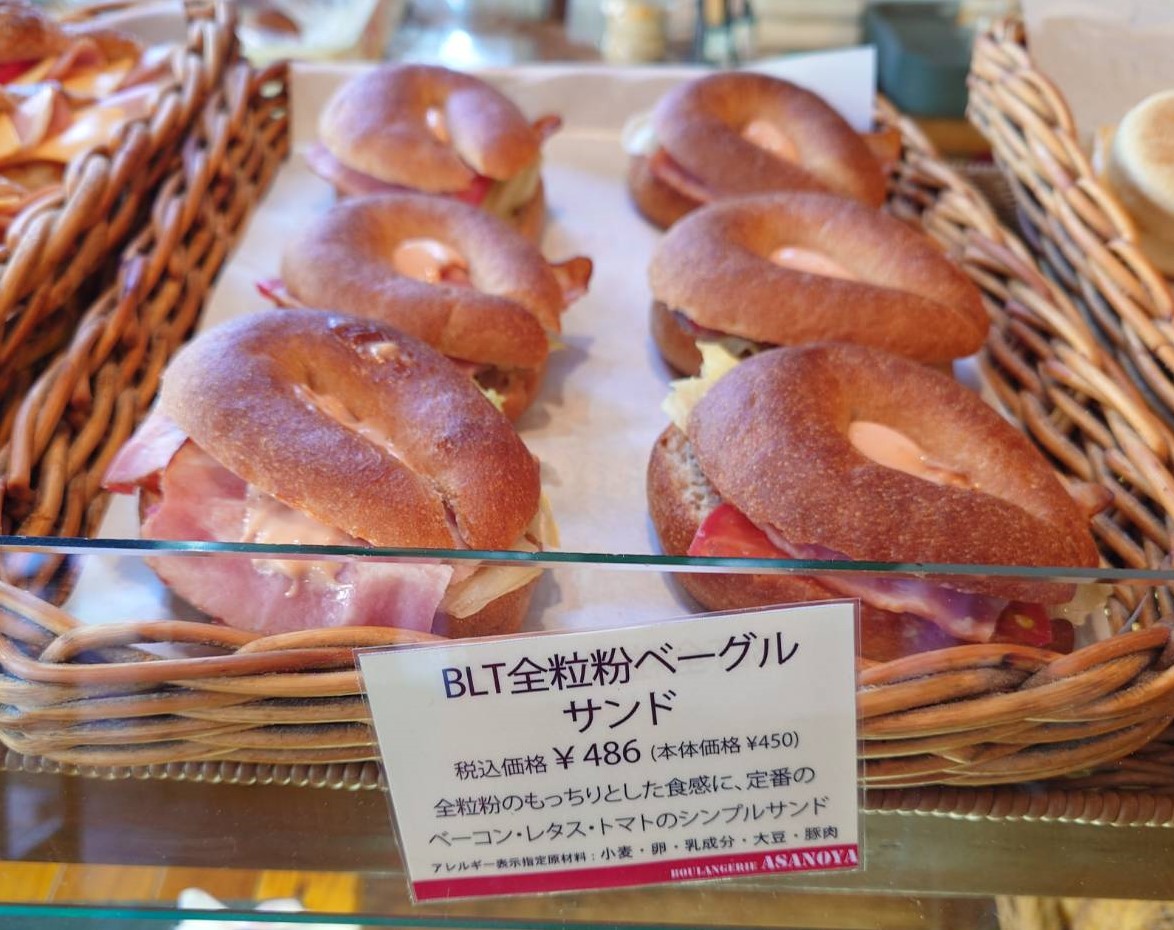 BLT全粒粉ベーグル
サンド
税込価格 ¥ 486 (本体価格 ¥450)
全粒粉のもっちりとした食感に、定番の
ベーコン・レタス・トマトのシンプルサンド
アレルギー表示指定原材料：小麦・卵・乳成分・大豆・豚肉
BOULANGERIE ASANOYA